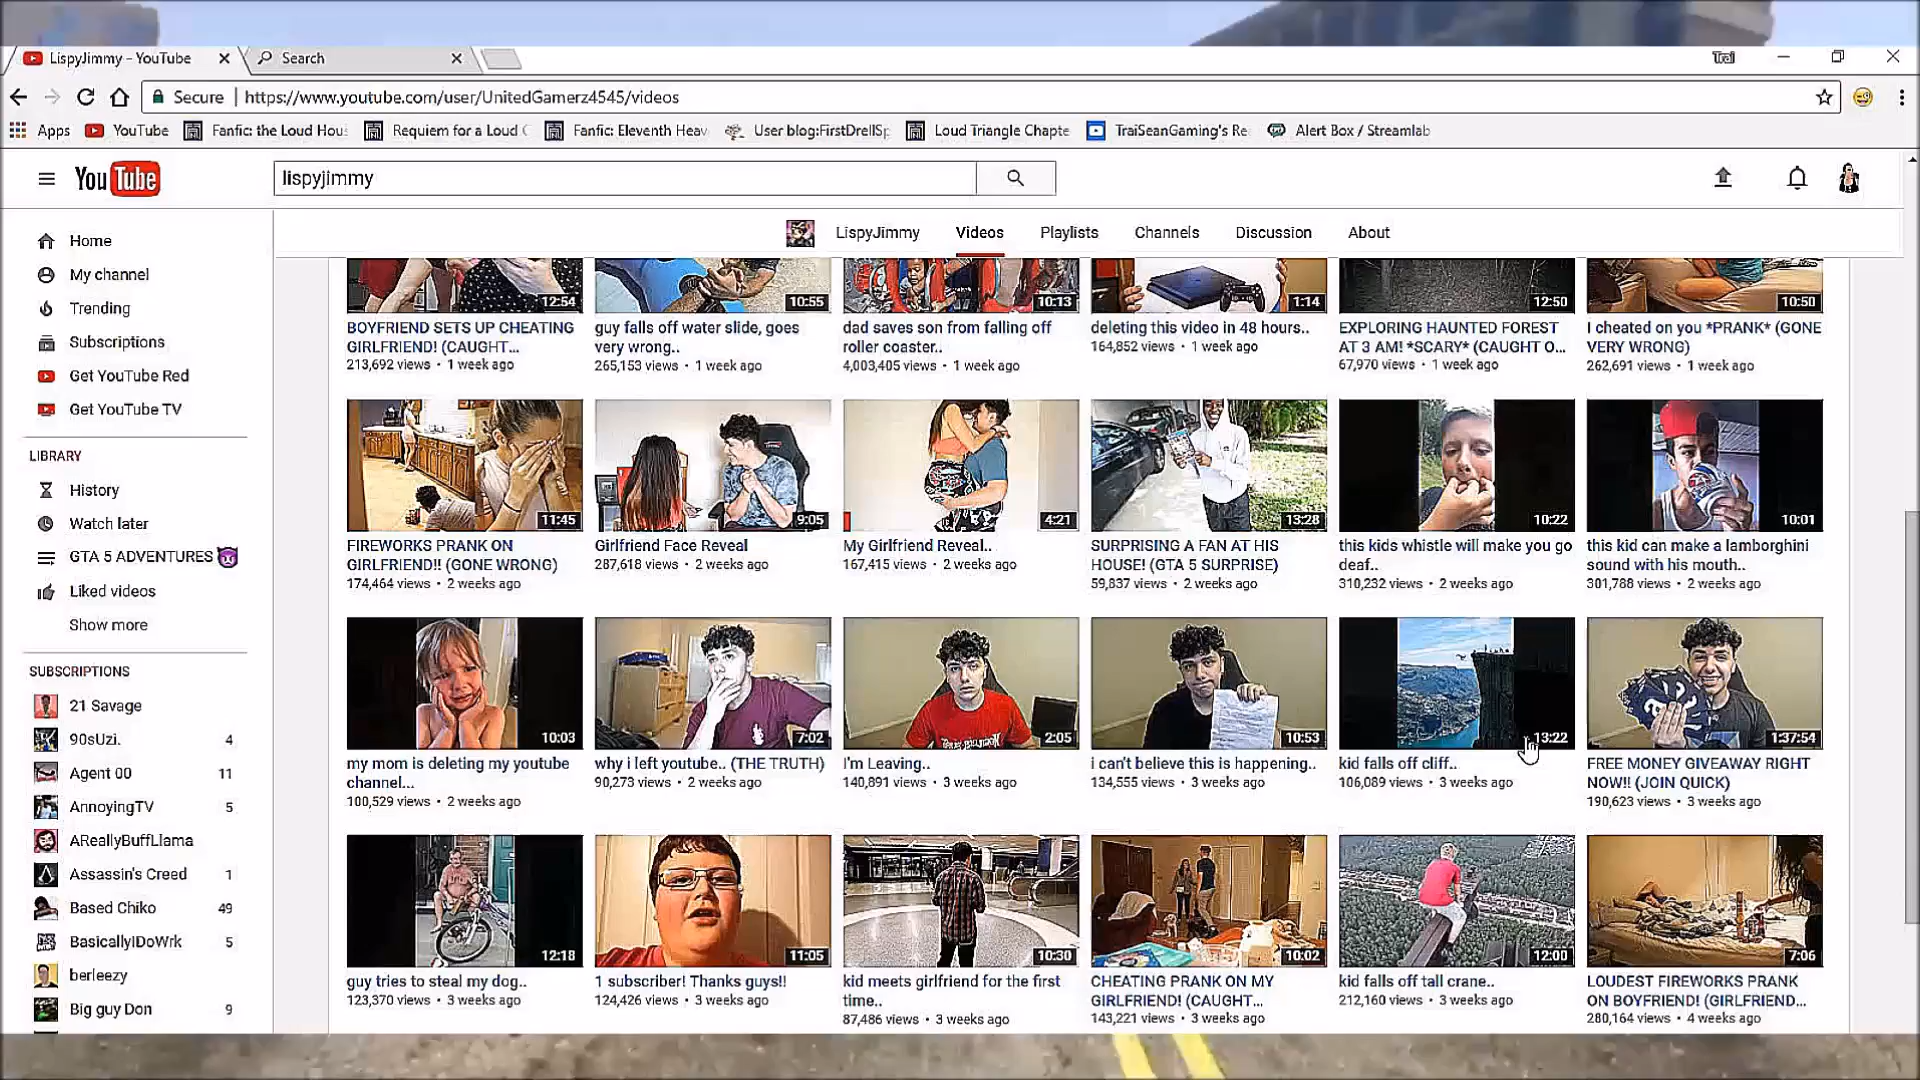 LispyJimmy - YouTube
Search
Trai
Secure
https://www.youtube.com/user/UnitedGamerz4545/videos
Apps
YouTube
Fanfic: the Loud Hou
Requiem for a Loud
Fanfic: Eleventh Heav
User blog:FirstDrellSp
Loud Triangle Chapte
TraiSeanGaming's Re
Alert Box / Streamlab
YouTube
lispyjimmy
LispyJimmy
Videos
Playlists
Channels
Discussion
About
Home
My channel
Trending
Subscriptions
Get YouTube Red
Get YouTube TV
LIBRARY
History
Watch later
GTA 5 ADVENTURES😈
Liked videos
Show more
SUBSCRIPTIONS
21 Savage
90sUzi. 4
Agent 00 11
AnnoyingTV 5
AReallyBuffLlama
Assassin's Creed 1
Based Chiko 49
BasicallyIDoWrk 5
berleezy
Big guy Don 9
12:54
BOYFRIEND SETS UP CHEATING
GIRLFRIEND! (CAUGHT...
213,692 views • 1 week ago
10:55
guy falls off water slide, goes
very wrong..
265,153 views • 1 week ago
10:13
dad saves son from falling off
roller coaster..
4,003,405 views • 1 week ago
1:14
deleting this video in 48 hours..
164,852 views • 1 week ago
12:50
EXPLORING HAUNTED FOREST
AT 3 AM! *SCARY* (CAUGHT O...
67,970 views • 1 week ago
10:50
I cheated on you *PRANK* (GONE
VERY WRONG)
262,691 views • 1 week ago
11:45
FIREWORKS PRANK ON
GIRLFRIEND!! (GONE WRONG)
174,464 views • 2 weeks ago
9:05
Girlfriend Face Reveal
287,618 views • 2 weeks ago
4:21
My Girlfriend Reveal..
167,415 views • 2 weeks ago
13:28
SURPRISING A FAN AT HIS
HOUSE! (GTA 5 SURPRISE)
59,837 views • 2 weeks ago
10:22
this kids whistle will make you go
deaf..
310,232 views • 2 weeks ago
10:01
this kid can make a lamborghini
sound with his mouth..
301,788 views • 2 weeks ago
10:03
my mom is deleting my youtube
channel...
100,529 views • 2 weeks ago
7:02
why i left youtube.. (THE TRUTH)
90,273 views • 2 weeks ago
2:05
I'm Leaving..
140,891 views • 3 weeks ago
10:53
i can't believe this is happening..
134,555 views • 3 weeks ago
13:22
kid falls off cliff..
106,089 views • 3 weeks ago
1:37:54
FREE MONEY GIVEAWAY RIGHT
NOW!! (JOIN QUICK)
190,623 views • 3 weeks ago
12:18
guy tries to steal my dog..
123,370 views • 3 weeks ago
11:05
1 subscriber! Thanks guys!!
124,426 views • 3 weeks ago
10:30
kid meets girlfriend for the first
time..
87,486 views • 3 weeks ago
10:02
CHEATING PRANK ON MY
GIRLFRIEND! (CAUGHT...
143,221 views • 3 weeks ago
12:00
kid falls off tall crane..
212,160 views • 3 weeks ago
7:06
LOUDEST FIREWORKS PRANK
ON BOYFRIEND! (GIRLFRIEND...
280,164 views • 4 weeks ago